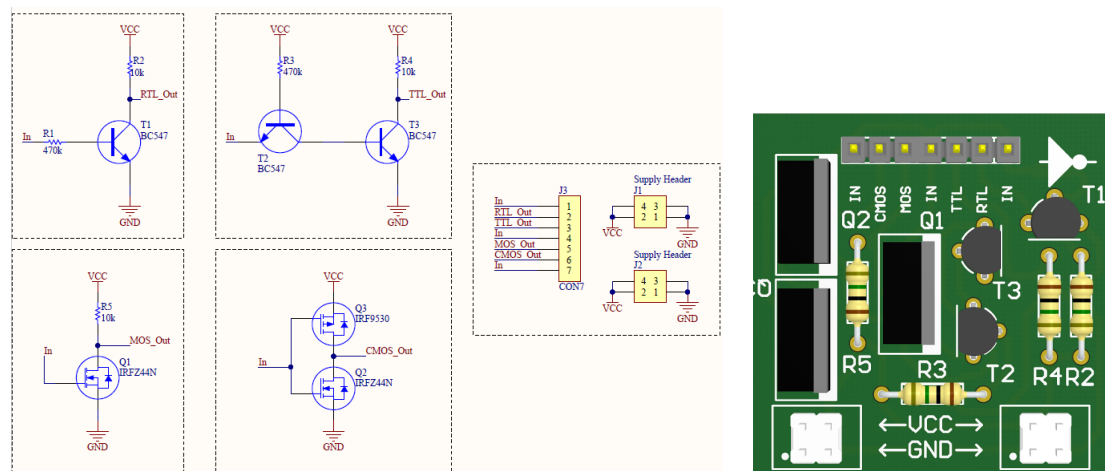 VCC
R2
10k
RTL_Out
T1
BC547
In
R1
470k
GND
VCC
R3
470k
VCC
R4
10k
TTL_Out
T3
BC547
In
T2
BC547
GND
VCC
R5
10k
MOS_Out
In
Q1
IRFZ44N
GND
VCC
Q3
IRF9530
CMOS_Out
In
Q2
IRFZ44N
GND
J3
In 1
RTL_Out 2
TTL_Out 3
In 4
MOS_Out 5
CMOS_Out 6
In 7
CON7
Supply Header
J1
4 3
2 1
VCC
GND
Supply Header
J2
4 3
2 1
VCC
GND
IN
CMOS
MOS
IN
TTL
RTL
IN
T1
Q2
Q1
T3
R5
R3
T2
R4
R2
VCC
GND